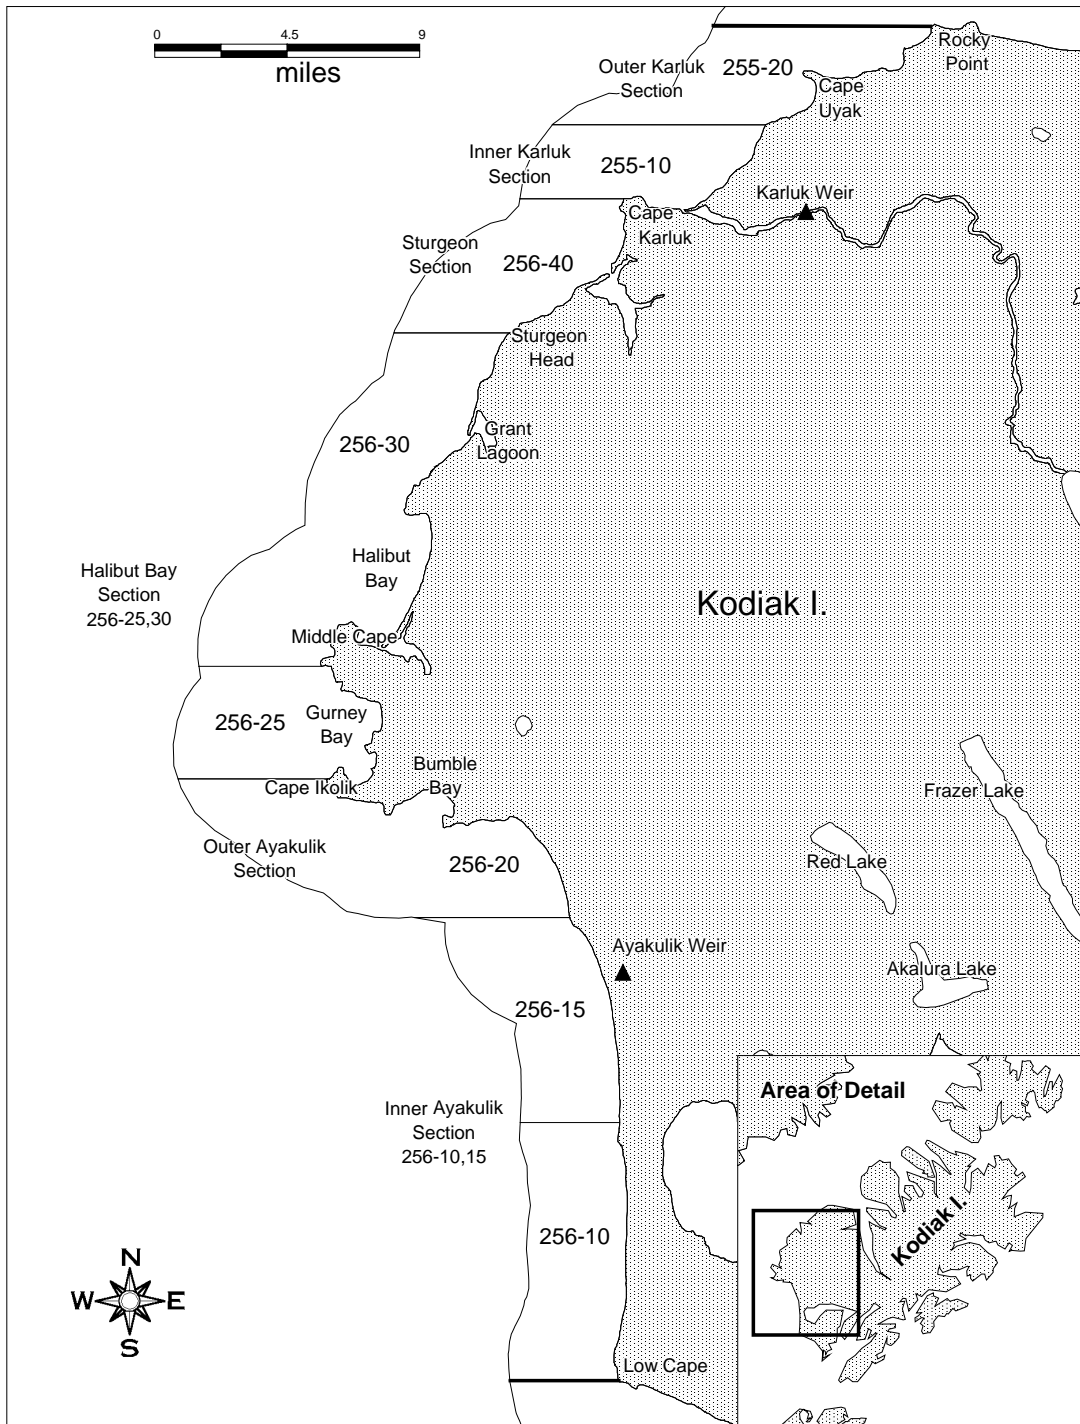 0 4.5 9
miles
Rocky
Point
Outer Karluk
Section
255-20
Cape
Uyak
Inner Karluk
Section
255-10
Karluk Weir
Cape
Karluk
Sturgeon
Section
256-40
Sturgeon
Head
256-30
Grant
Lagoon
Halibut
Bay
Halibut Bay
Section
256-25,30
Kodiak I.
Middle Cape
256-25
Gurney
Bay
Bumble
Bay
Cape Ikolik
Frazer Lake
Outer Ayakulik
Section
256-20
Red Lake
Ayakulik Weir
Akalura Lake
256-15
Area of Detail
Inner Ayakulik
Section
256-10,15
Kodiak I.
256-10
N
W E
S
Low Cape